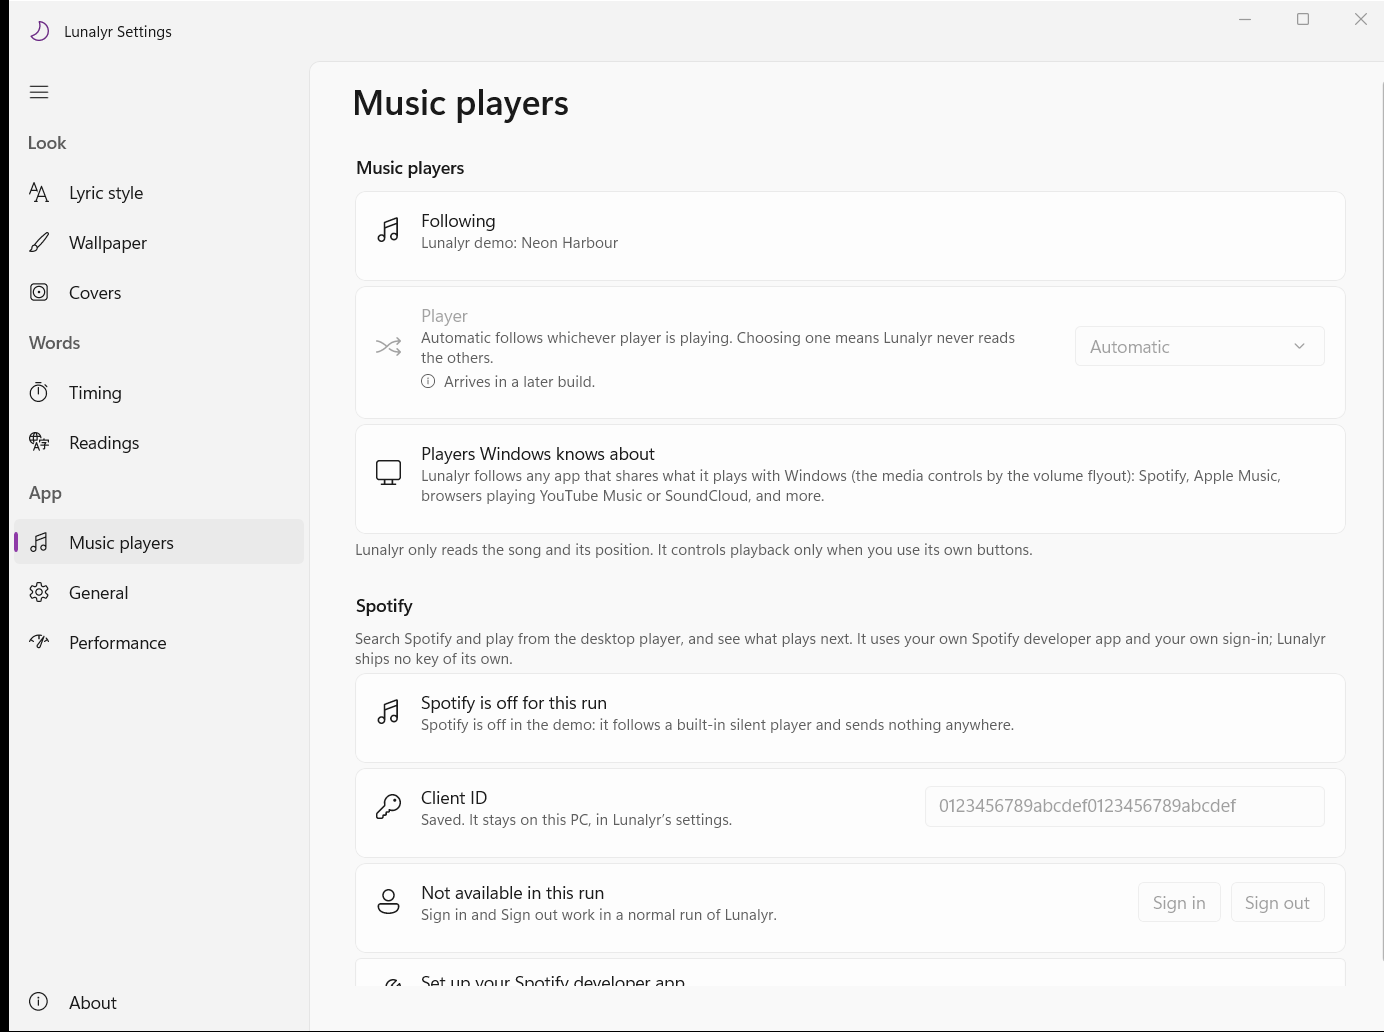 Lunalyr Settings
Look
Lyric style
Wallpaper
Covers
Words
Timing
Readings
App
Music players
General
Performance
About
Music players
Music players
Following
Lunalyr demo: Neon Harbour
Player
Automatic follows whichever player is playing. Choosing one means Lunalyr never reads
the others.
Arrives in a later build.
Automatic
Players Windows knows about
Lunalyr follows any app that shares what it plays with Windows (the media controls by the volume flyout): Spotify, Apple Music,
browsers playing YouTube Music or SoundCloud, and more.
Lunalyr only reads the song and its position. It controls playback only when you use its own buttons.
Spotify
Search Spotify and play from the desktop player, and see what plays next. It uses your own Spotify developer app and your own sign-in; Lunalyr
ships no key of its own.
Spotify is off for this run
Spotify is off in the demo: it follows a built-in silent player and sends nothing anywhere.
Client ID
Saved. It stays on this PC, in Lunalyr’s settings.
0123456789abcdef0123456789abcdef
Not available in this run
Sign in and Sign out work in a normal run of Lunalyr.
Sign in
Sign out
Set up your Spotify developer app